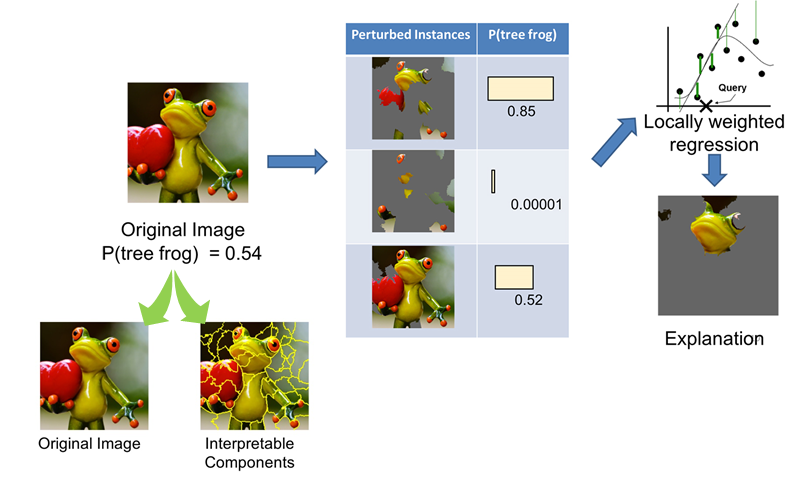 Original Image
P(tree frog) = 0.54
Original Image
Interpretable
Components
Perturbed Instances
P(tree frog)
0.85
0.00001
0.52
Query
Locally weighted
regression
Explanation